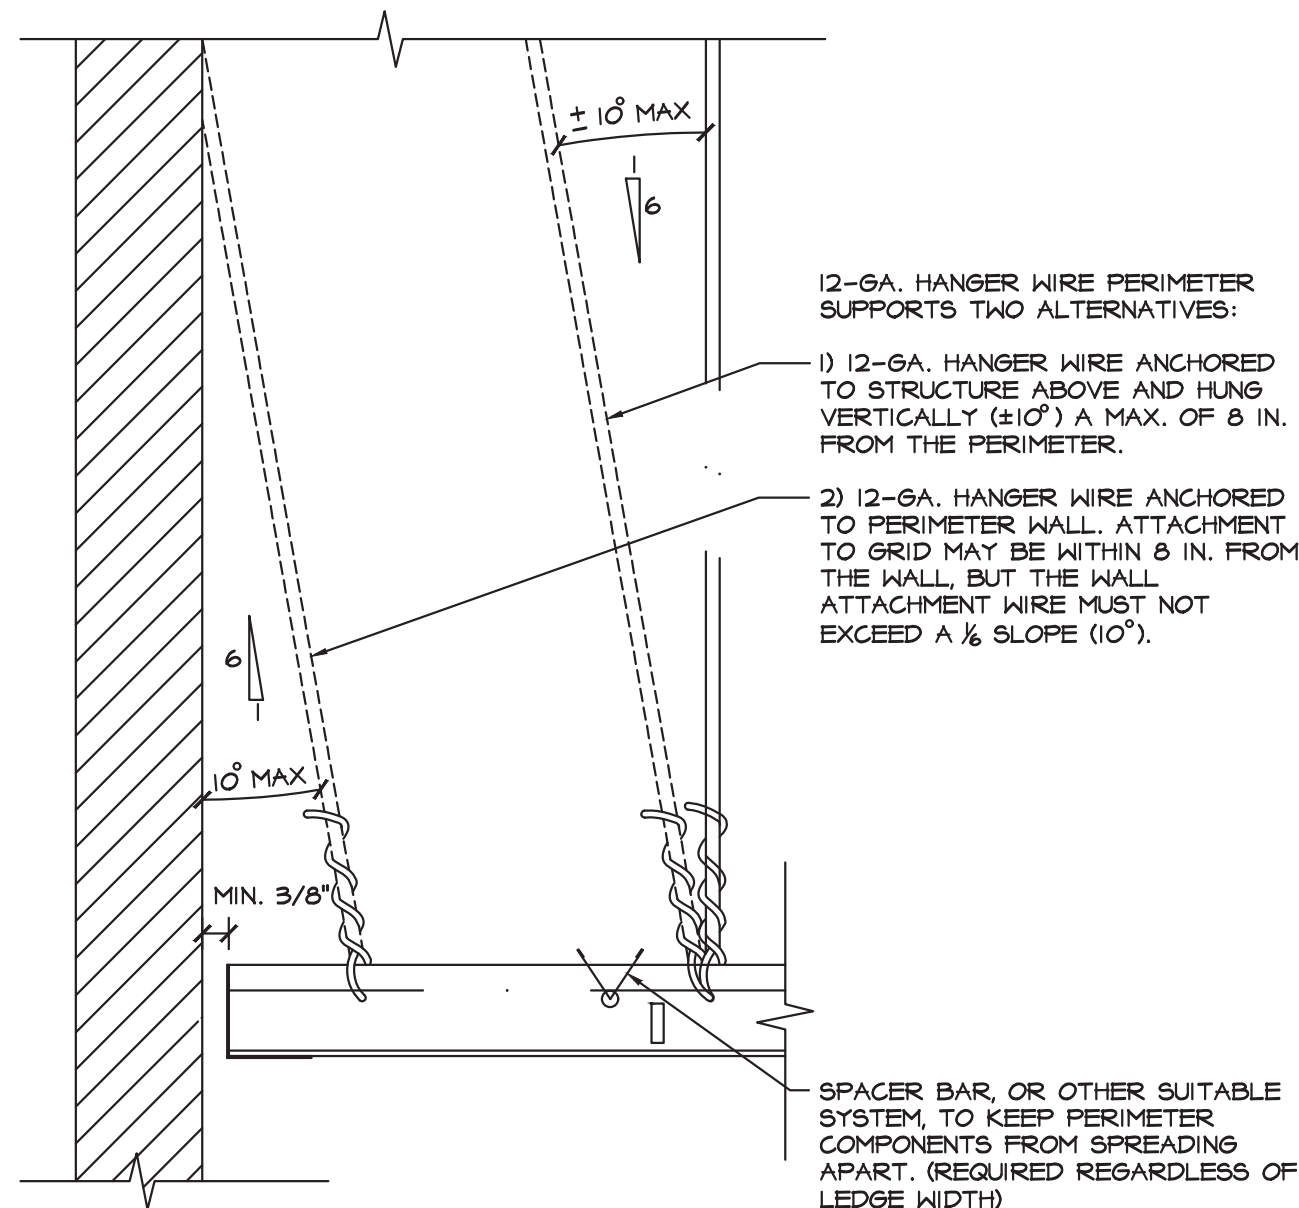 ± 10° MAX
1
6
12-GA. HANGER WIRE PERIMETER
SUPPORTS TWO ALTERNATIVES:
1) 12-GA. HANGER WIRE ANCHORED
TO STRUCTURE ABOVE AND HUNG
VERTICALLY (±10°) A MAX. OF 8 IN.
FROM THE PERIMETER.
2) 12-GA. HANGER WIRE ANCHORED
TO PERIMETER WALL. ATTACHMENT
TO GRID MAY BE WITHIN 8 IN. FROM
THE WALL, BUT THE WALL
ATTACHMENT WIRE MUST NOT
EXCEED A 1/6 SLOPE (10°).
6
1
10° MAX
MIN. 3/8"
SPACER BAR, OR OTHER SUITABLE
SYSTEM, TO KEEP PERIMETER
COMPONENTS FROM SPREADING
APART. (REQUIRED REGARDLESS OF
LEDGE WIDTH)